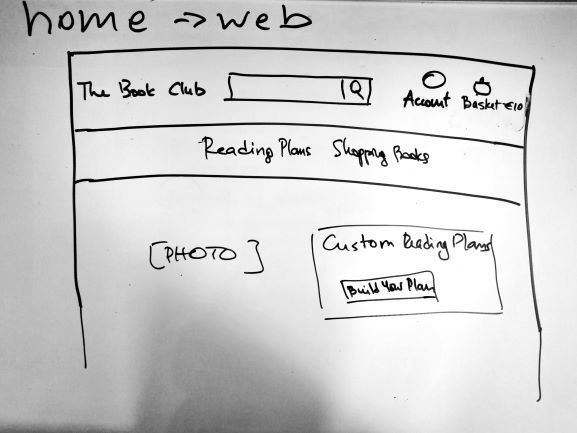 home → web
The Book Club Q Account Basket €10
Reading Plans Shopping Books
[PHOTO] Custom Reading Plans
Build Your Plan